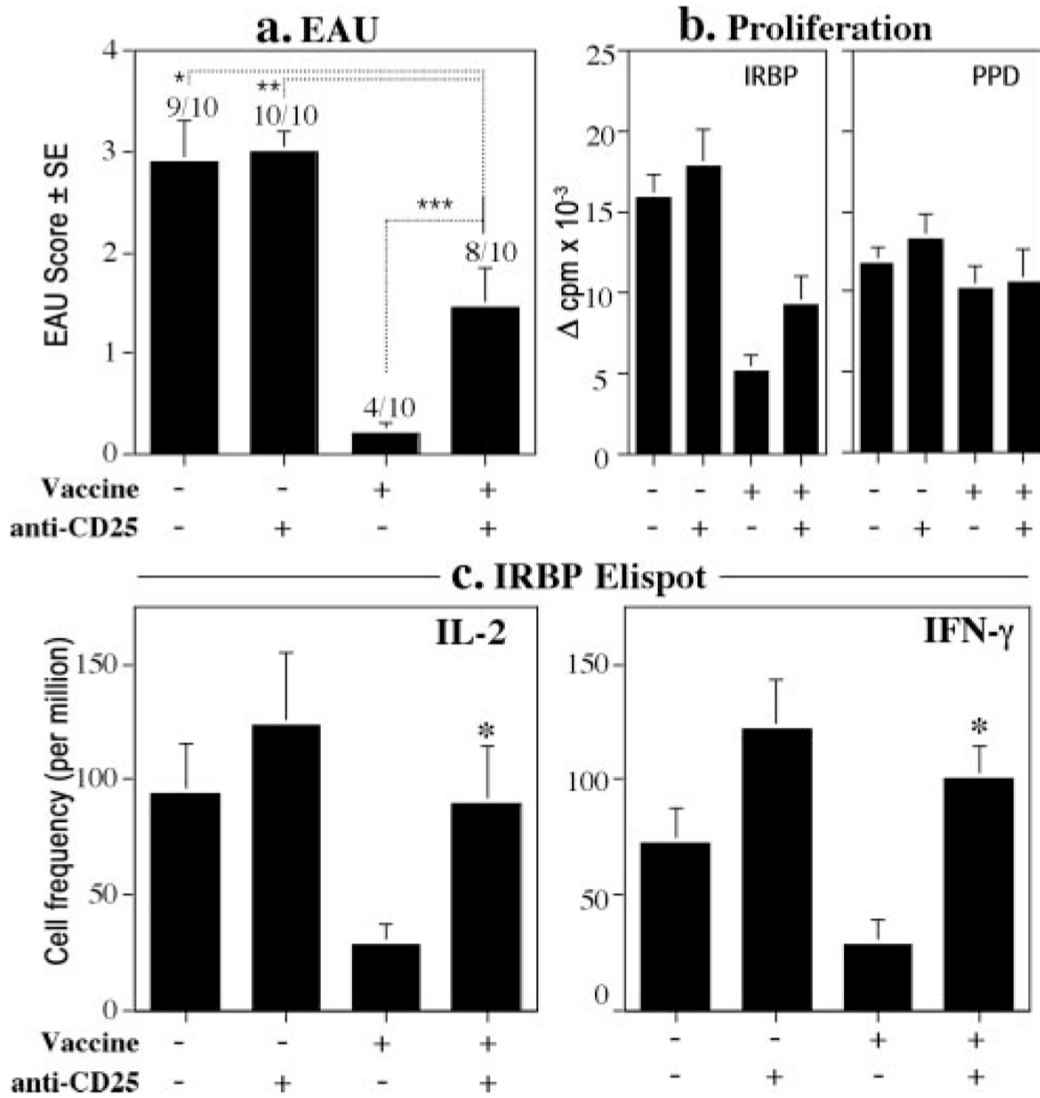 a. EAU
EAU Score ± SE
4
3
2
1
0
*
9/10
**
10/10
***
4/10
8/10
Vaccine - - + +
anti-CD25 - + - +
b. Proliferation
Δ cpm x 10-3
25
20
15
10
5
0
IRBP
PPD
- - + + - - + +
- + - + - + - +
c. IRBP Elispot
Cell frequency (per million)
IL-2
150
100
50
0
*
Vaccine - - + +
anti-CD25 - + - +
IFN-γ
150
100
50
0
*
- - + +
- + - +